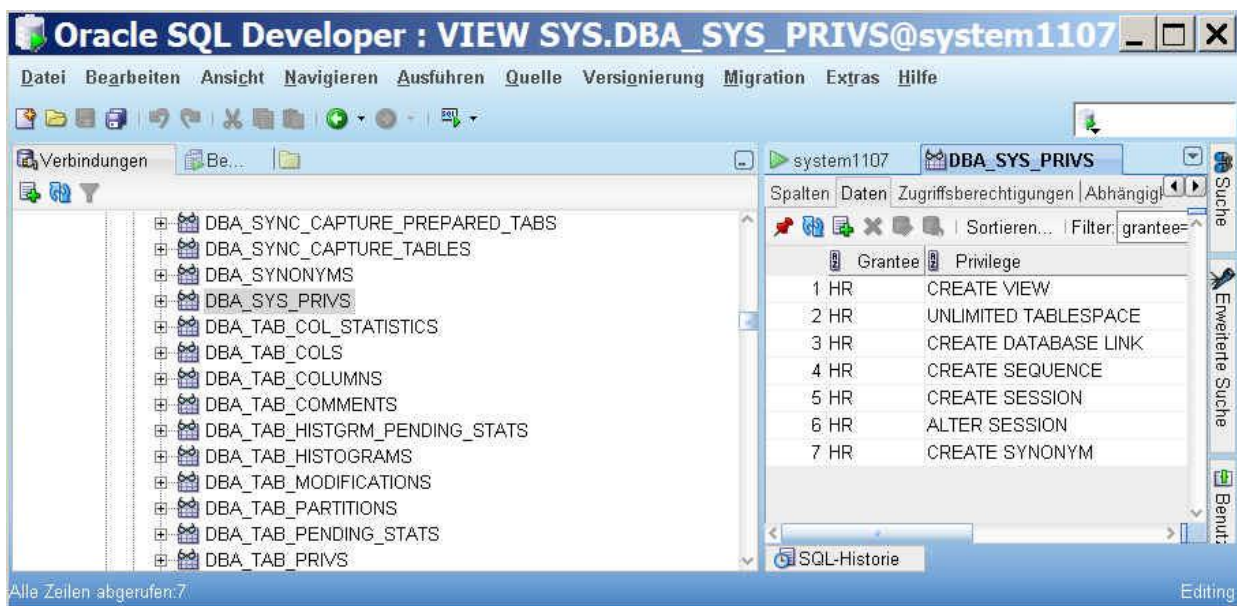 Oracle SQL Developer : VIEW SYS.DBA_SYS_PRIVS@system1107
Datei Bearbeiten Ansicht Navigieren Ausführen Quelle Versionierung Migration Extras Hilfe
Verbindungen Be...
system1107 DBA_SYS_PRIVS
Spalten Daten Zugriffsberechtigungen Abhängigk
Sortieren... Filter: grantee=
Grantee Privilege
1 HR CREATE VIEW
2 HR UNLIMITED TABLESPACE
3 HR CREATE DATABASE LINK
4 HR CREATE SEQUENCE
5 HR CREATE SESSION
6 HR ALTER SESSION
7 HR CREATE SYNONYM
DBA_SYNC_CAPTURE_PREPARED_TABS
DBA_SYNC_CAPTURE_TABLES
DBA_SYNONYMS
DBA_SYS_PRIVS
DBA_TAB_COL_STATISTICS
DBA_TAB_COLS
DBA_TAB_COLUMNS
DBA_TAB_COMMENTS
DBA_TAB_HISTGRM_PENDING_STATS
DBA_TAB_HISTOGRAMS
DBA_TAB_MODIFICATIONS
DBA_TAB_PARTITIONS
DBA_TAB_PENDING_STATS
DBA_TAB_PRIVS
SQL-Historie
Suche
Erweiterte Suche
Benutz
Alle Zeilen abgerufen:7
Editing